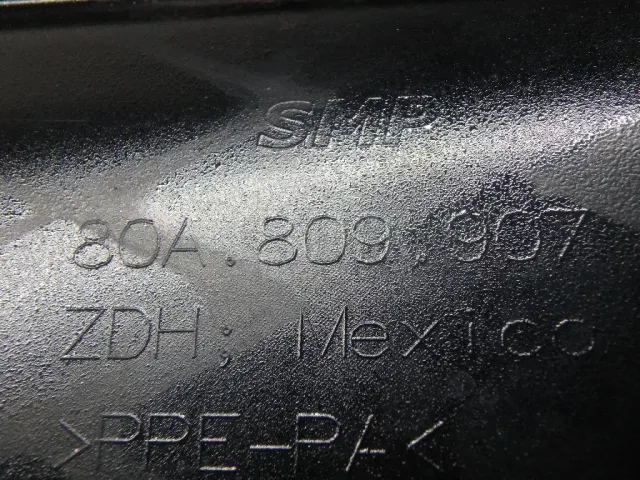 SMP
80A.809.907
ZDH; Mexico
>PPE-PA<